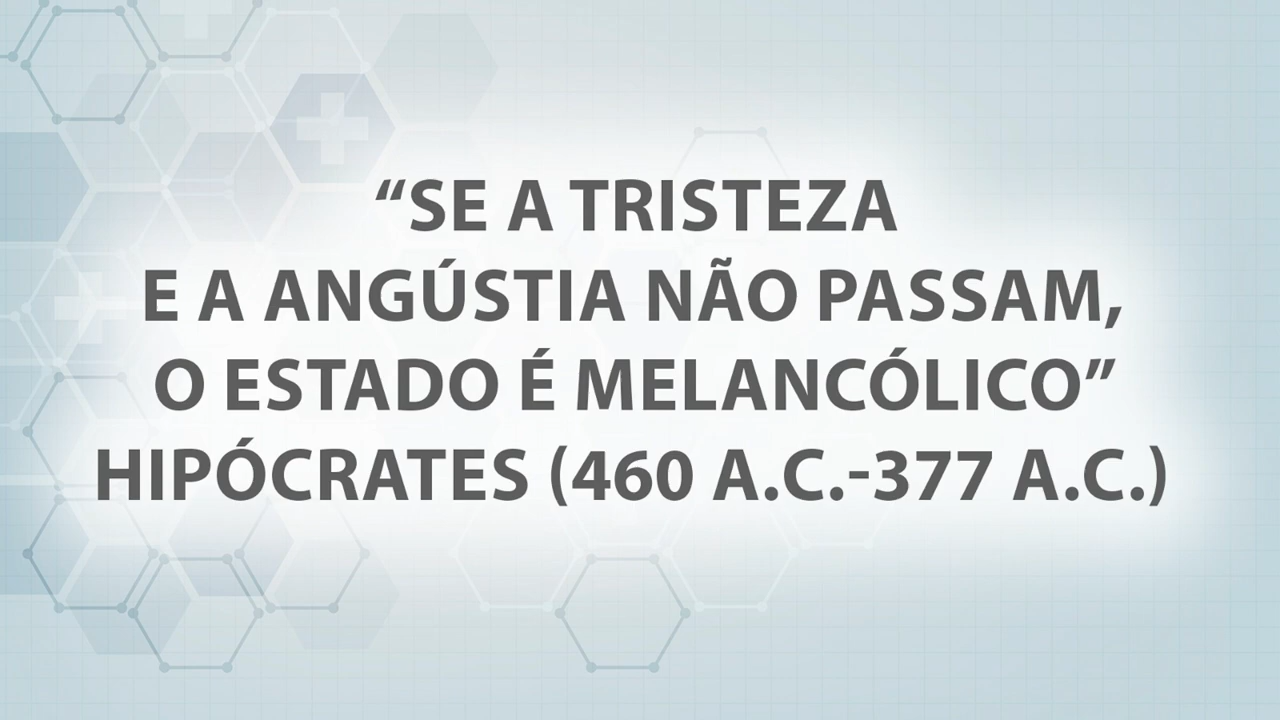 “SE A TRISTEZA
E A ANGÚSTIA NÃO PASSAM,
O ESTADO É MELANCÓLICO”
HIPÓCRATES (460 A.C.-377 A.C.)